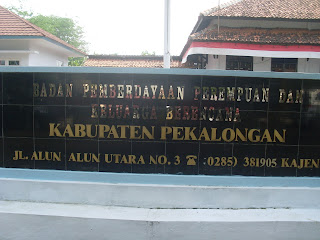 BADAN PEMBERDAYAAN PEREMPUAN DAN
KELUARGA BERENCANA
KABUPATEN PEKALONGAN
JL. ALUN ALUN UTARA NO. 3 ☎ : (0285) 381905 KAJEN